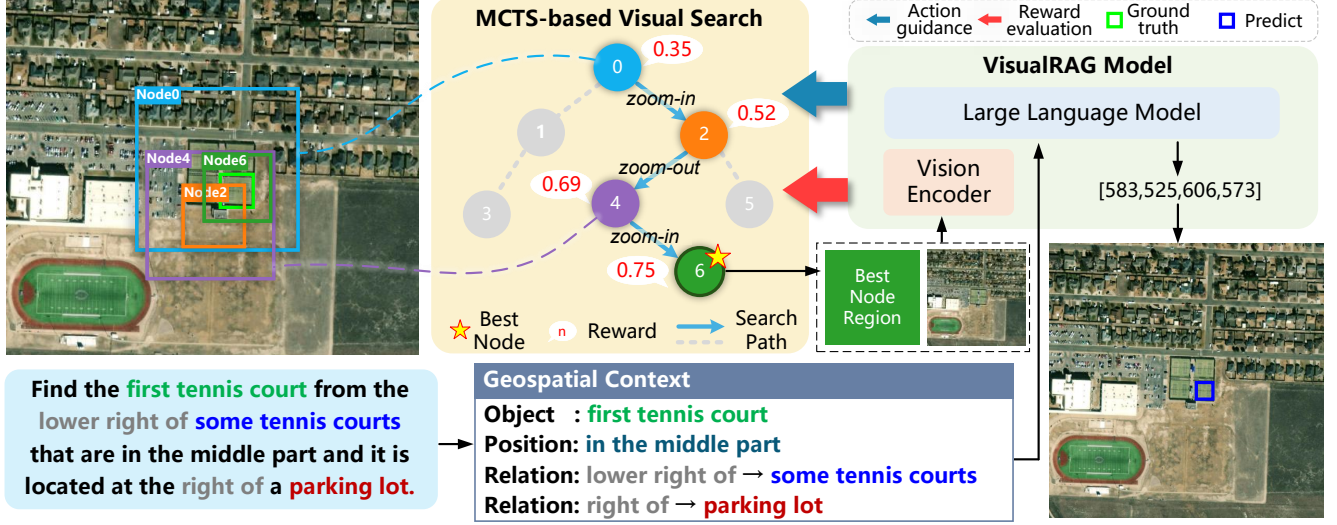 Node0
Node4
Node6
Node2
MCTS-based Visual Search
0.35
0
zoom-in
0.52
1
2
zoom-out
0.69
3
4
5
zoom-in
0.75
6
Best
Node
n
Reward
Search
Path
Action
guidance
Reward
evaluation
Ground
truth
Predict
VisualRAG Model
Large Language Model
Vision
Encoder
[583,525,606,573]
Best
Node
Region
Find the first tennis court from the
lower right of some tennis courts
that are in the middle part and it is
located at the right of a parking lot.
Geospatial Context
Object : first tennis court
Position: in the middle part
Relation: lower right of → some tennis courts
Relation: right of → parking lot